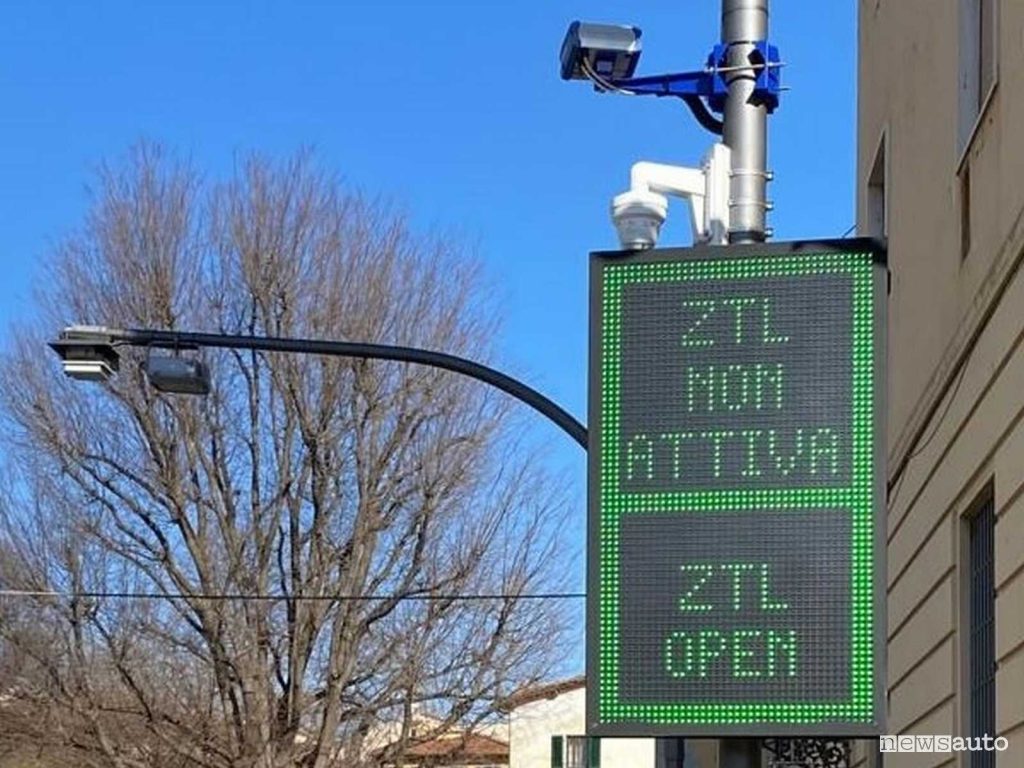 ZTL
NON
ATTIVA
ZTL
OPEN
newsauto